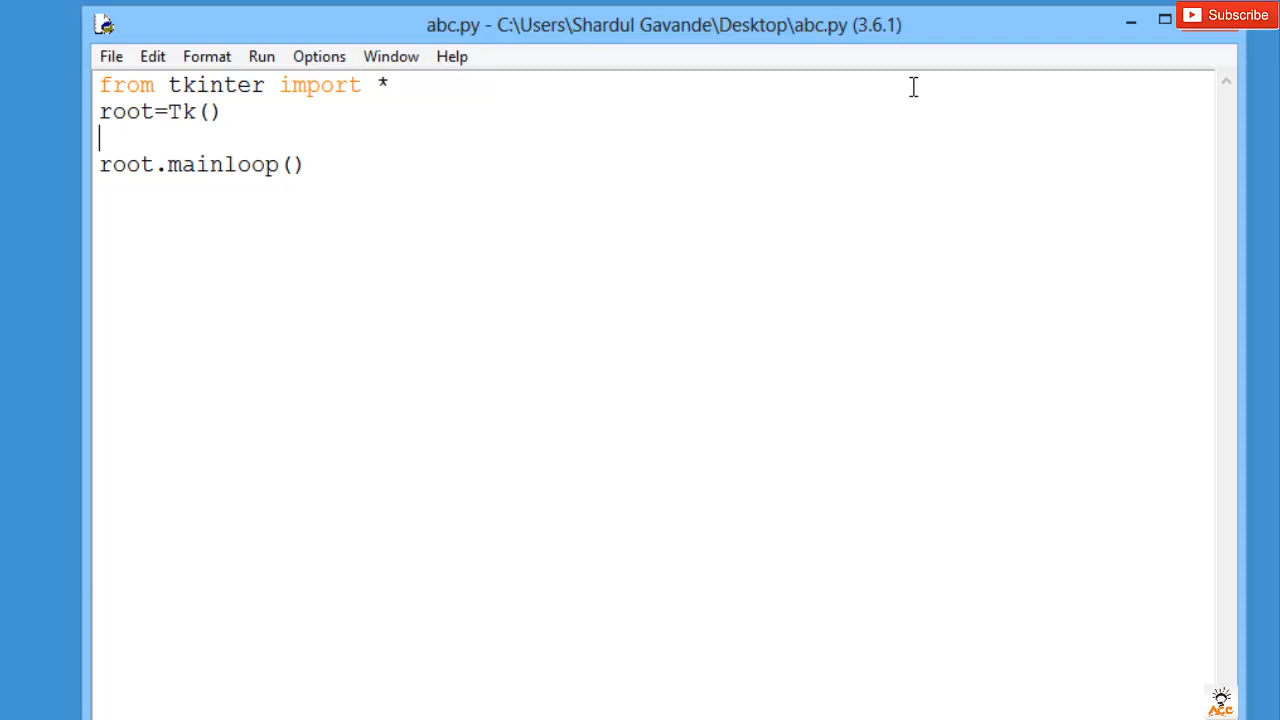 abc.py - C:\Users\Shardul Gavande\Desktop\abc.py (3.6.1)
Subscribe
File Edit Format Run Options Window Help
from tkinter import *
root=Tk()
root.mainloop()
ACC